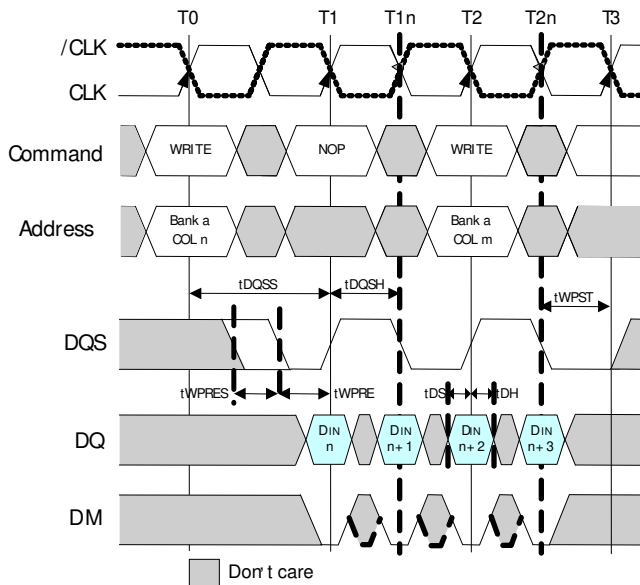 T0 T1 T1n T2 T2n T3
/CLK
CLK
Command WRITE NOP WRITE
Address Bank a COL n Bank a COL m
tDQSS tDQSH tWPST
DQS
tWPRES tWPRE tDS tDH
DQ DIN n DIN n+1 DIN n+2 DIN n+3
DM
Don't care